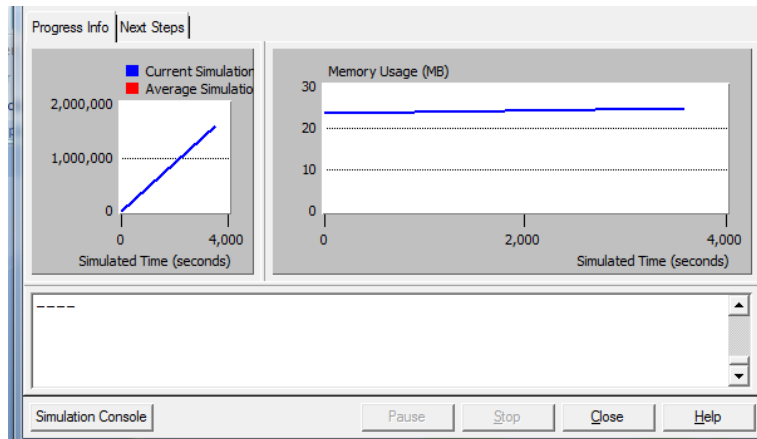 Progress Info Next Steps
Current Simulation
Average Simulatio
2,000,000
1,000,000
0
0 4,000
Simulated Time (seconds)
Memory Usage (MB)
30
20
10
0
0 2,000 4,000
Simulated Time (seconds)
----
Simulation Console Pause Stop Close Help